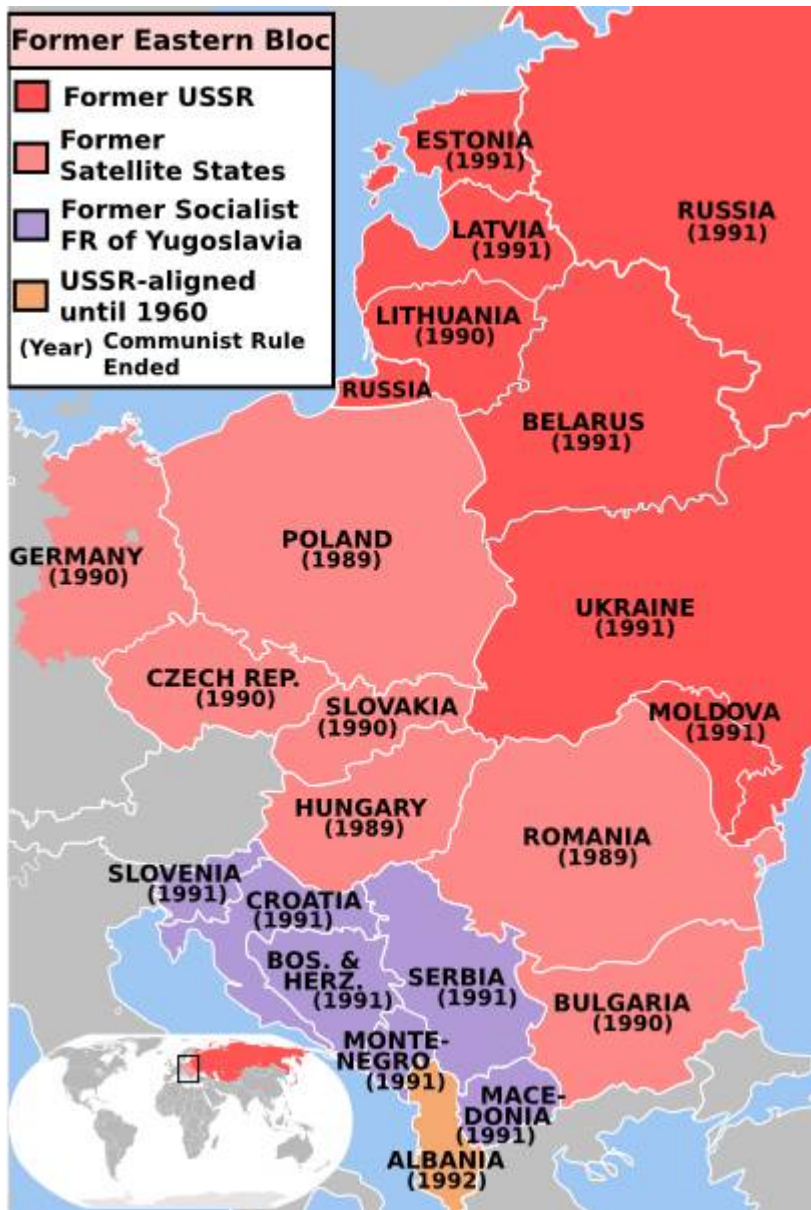 Former Eastern Bloc
Former USSR
Former
Satellite States
Former Socialist
FR of Yugoslavia
USSR-aligned
until 1960
(Year) Communist Rule
Ended
ESTONIA
(1991)
RUSSIA
(1991)
LATVIA
(1991)
LITHUANIA
(1990)
RUSSIA
BELARUS
(1991)
POLAND
(1989)
GERMANY
(1990)
UKRAINE
(1991)
CZECH REP.
(1990)
SLOVAKIA
(1990)
MOLDOVA
(1991)
HUNGARY
(1989)
ROMANIA
(1989)
SLOVENIA
(1991)
CROATIA
(1991)
BOS. &
HERZ.
(1991)
SERBIA
(1991)
BULGARIA
(1990)
MONTE-
NEGRO
(1991)
MACE-
DONIA
(1991)
ALBANIA
(1992)